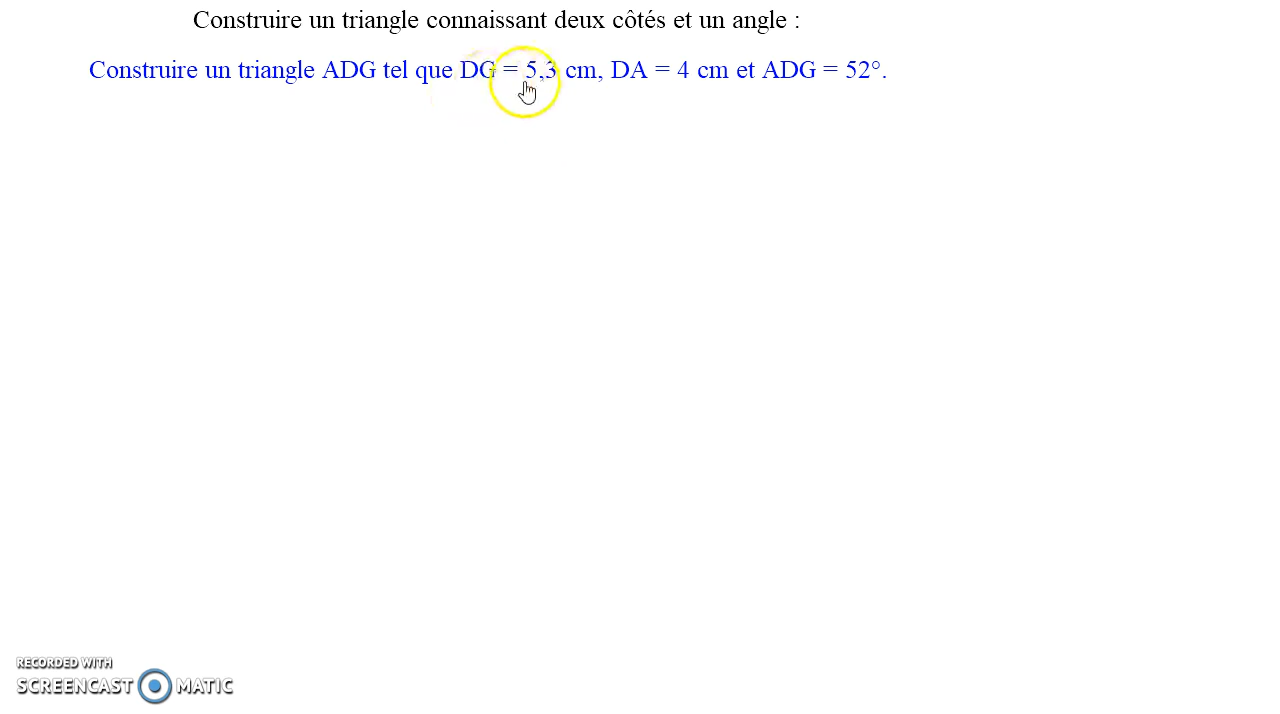 Construire un triangle connaissant deux côtés et un angle :
Construire un triangle ADG tel que DG = 5,3 cm, DA = 4 cm et ADG = 52°.
RECORDED WITH
SCREENCAST MATIC